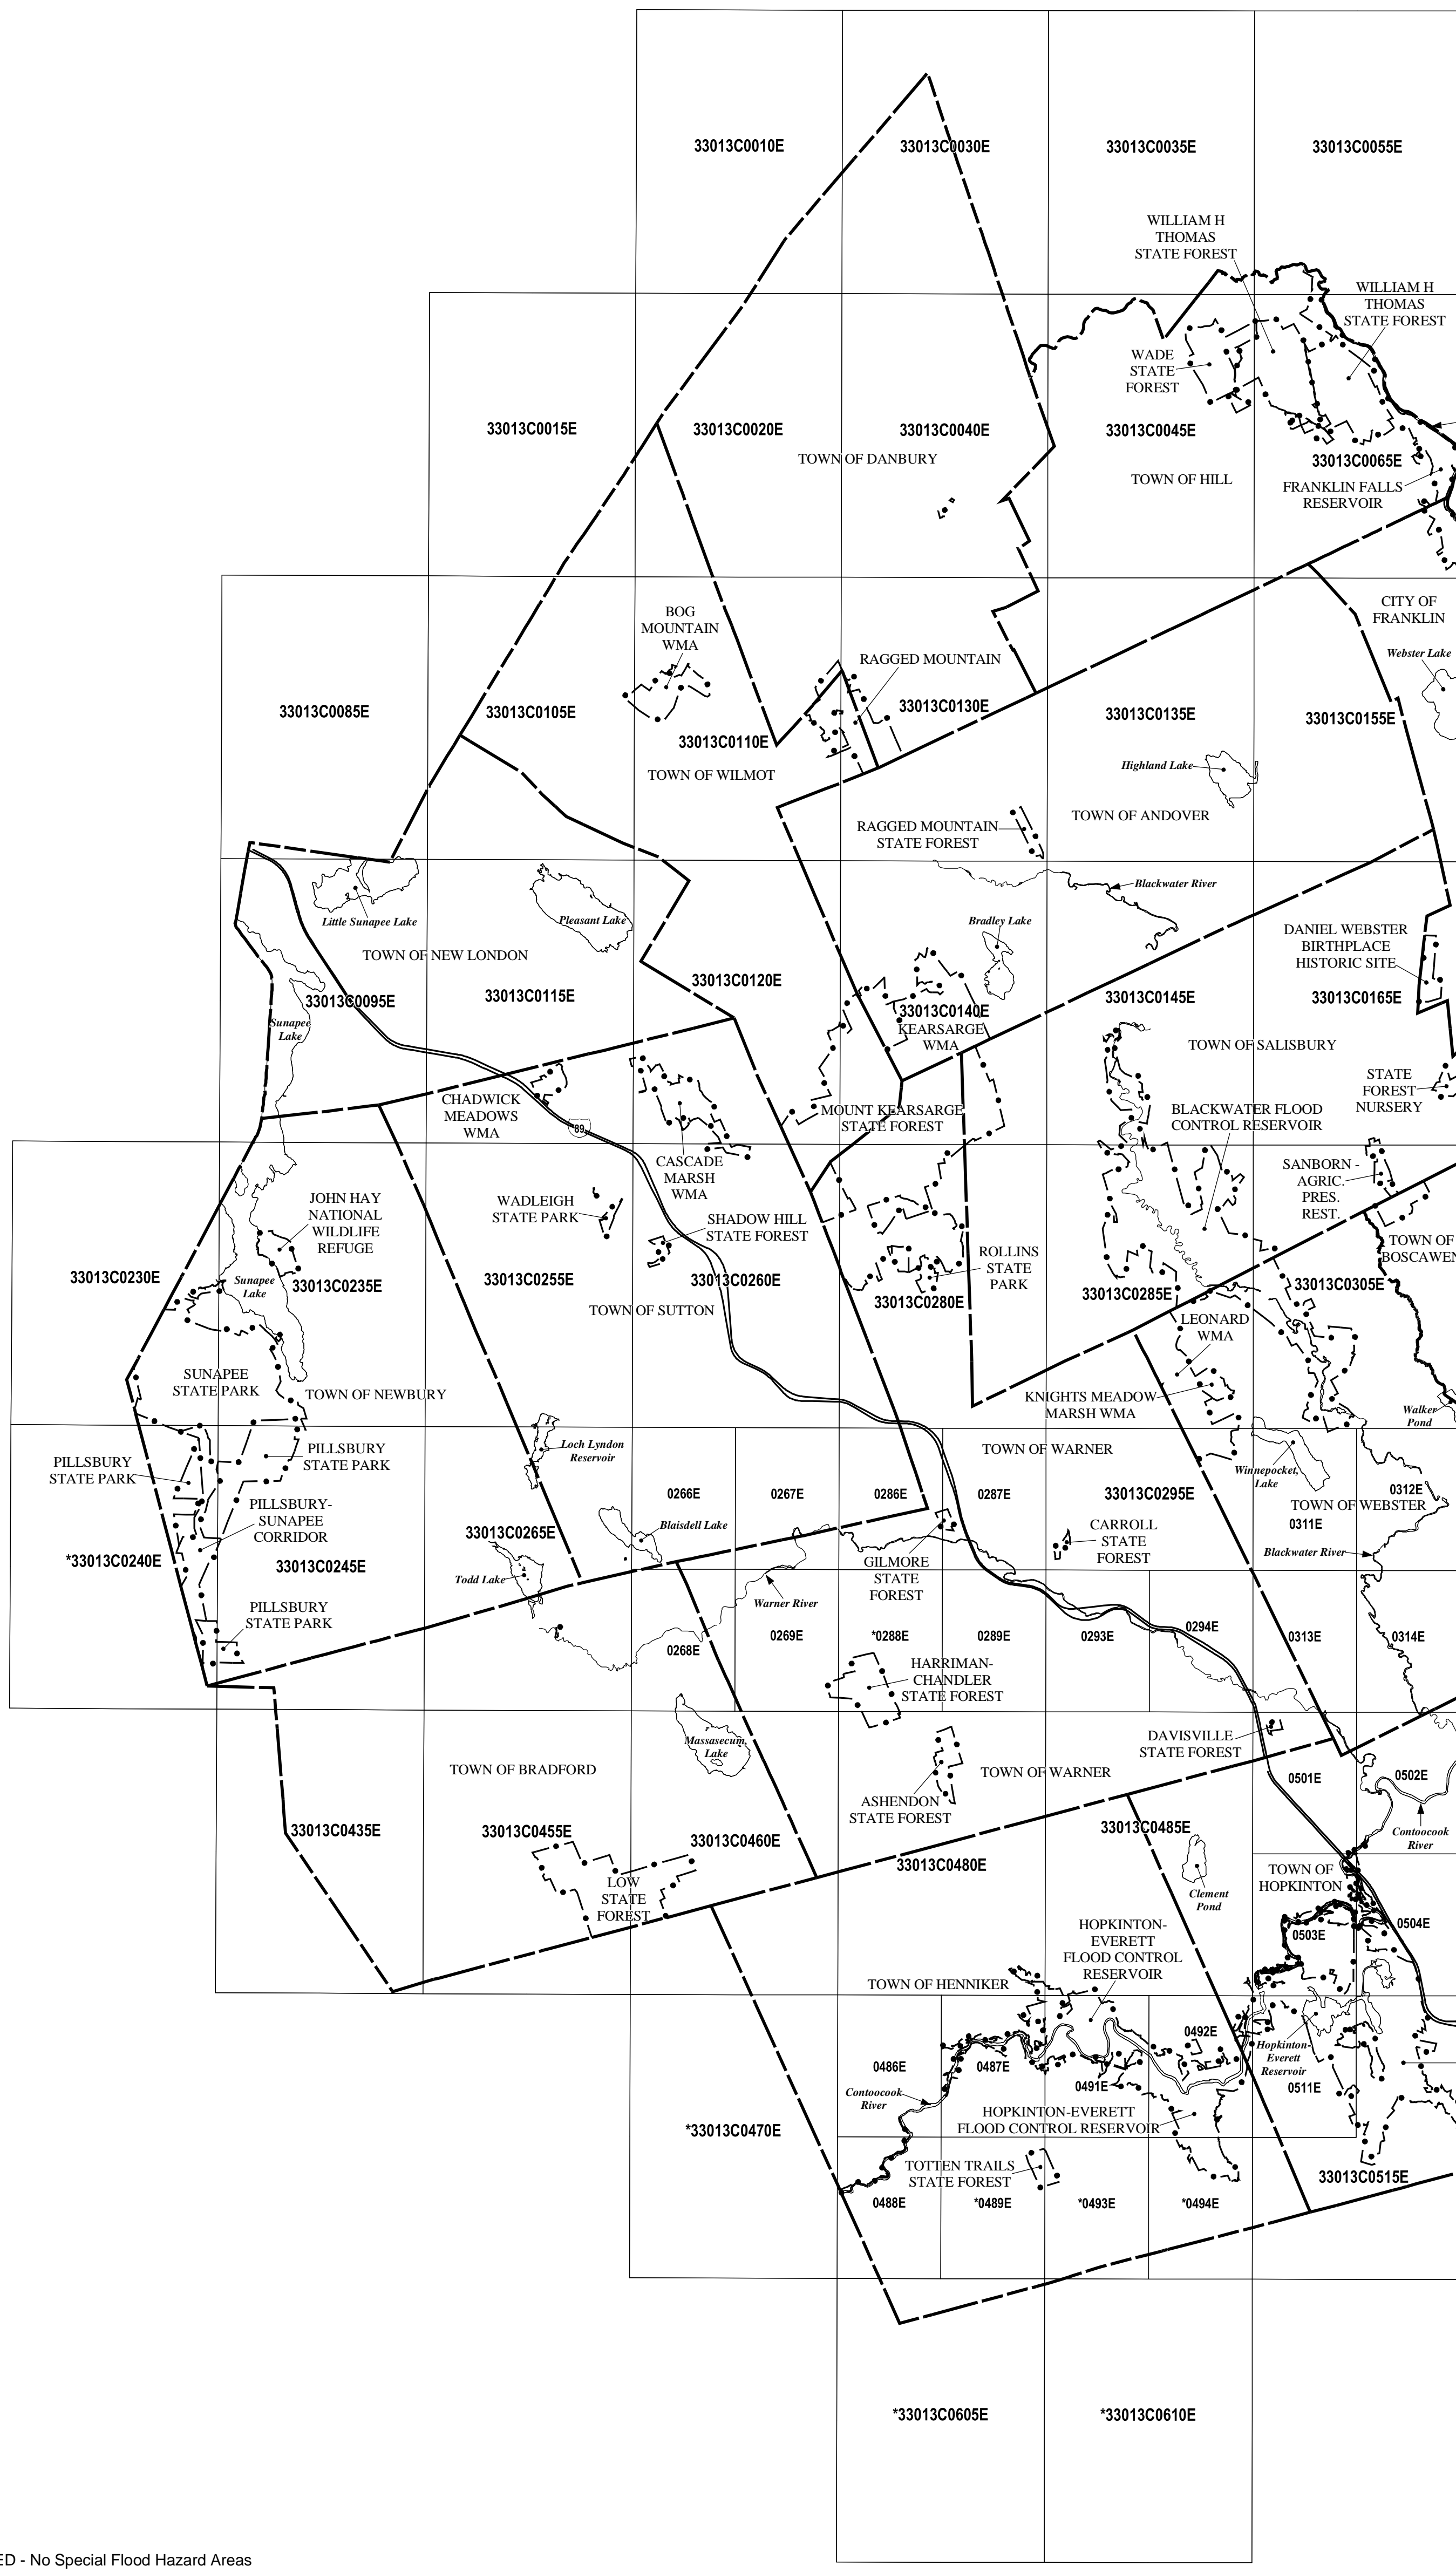 33013C0010E
33013C0030E
33013C0035E
33013C0055E
WILLIAM H
THOMAS
STATE FOREST
WILLIAM H
THOMAS
STATE FOREST
WADE
STATE
FOREST
33013C0015E
33013C0020E
33013C0040E
33013C0045E
TOWN OF DANBURY
33013C0065E
TOWN OF HILL
FRANKLIN FALLS
RESERVOIR
BOG
MOUNTAIN
WMA
CITY OF
FRANKLIN
RAGGED MOUNTAIN
Webster Lake
33013C0085E
33013C0105E
33013C0130E
33013C0135E
33013C0155E
33013C0110E
TOWN OF WILMOT
Highland Lake
TOWN OF ANDOVER
RAGGED MOUNTAIN
STATE FOREST
Blackwater River
Little Sunapee Lake
Pleasant Lake
Bradley Lake
DANIEL WEBSTER
BIRTHPLACE
HISTORIC SITE
TOWN OF NEW LONDON
33013C0120E
33013C0095E
33013C0115E
33013C0145E
33013C0165E
33013C0140E
KEARSARGE
WMA
Sunapee
Lake
TOWN OF SALISBURY
STATE
FOREST
NURSERY
CHADWICK
MEADOWS
WMA
89
MOUNT KEARSARGE
STATE FOREST
BLACKWATER FLOOD
CONTROL RESERVOIR
CASCADE
MARSH
WMA
SANBORN -
AGRIC.
PRES.
REST.
JOHN HAY
NATIONAL
WILDLIFE
REFUGE
WADLEIGH
STATE PARK
SHADOW HILL
STATE FOREST
TOWN OF
BOSCAWEN
ROLLINS
STATE
PARK
33013C0230E
Sunapee
Lake
33013C0235E
33013C0255E
33013C0260E
33013C0280E
33013C0285E
33013C0305E
TOWN OF SUTTON
LEONARD
WMA
SUNAPEE
STATE PARK
TOWN OF NEWBURY
KNIGHTS MEADOW
MARSH WMA
Walker
Pond
PILLSBURY
STATE PARK
PILLSBURY
STATE PARK
Loch Lyndon
Reservoir
TOWN OF WARNER
Winnepocket,
Lake
0266E
0267E
0286E
0287E
33013C0295E
0312E
TOWN OF WEBSTER
0311E
PILLSBURY-
SUNAPEE
CORRIDOR
33013C0265E
Blaisdell Lake
CARROLL
STATE
FOREST
Blackwater River
*33013C0240E
33013C0245E
GILMORE
STATE
FOREST
Todd Lake
Warner River
PILLSBURY
STATE PARK
0268E
0269E
*0288E
0289E
0293E
0294E
0313E
0314E
HARRIMAN-
CHANDLER
STATE FOREST
Massasecum,
Lake
DAVISVILLE
STATE FOREST
TOWN OF BRADFORD
TOWN OF WARNER
0501E
0502E
ASHENDON
STATE FOREST
33013C0435E
33013C0455E
33013C0460E
33013C0485E
Contoocook
River
33013C0480E
TOWN OF
HOPKINTON
LOW
STATE
FOREST
Clement
Pond
HOPKINTON-
EVERETT
FLOOD CONTROL
RESERVOIR
0503E
0504E
TOWN OF HENNIKER
0486E
0487E
0492E
Hopkinton-
Everett
Reservoir
0491E
0511E
Contoocook
River
HOPKINTON-EVERETT
FLOOD CONTROL RESERVOIR
*33013C0470E
TOTTEN TRAILS
STATE FOREST
33013C0515E
0488E
*0489E
*0493E
*0494E
*33013C0605E
*33013C0610E
ED - No Special Flood Hazard Areas